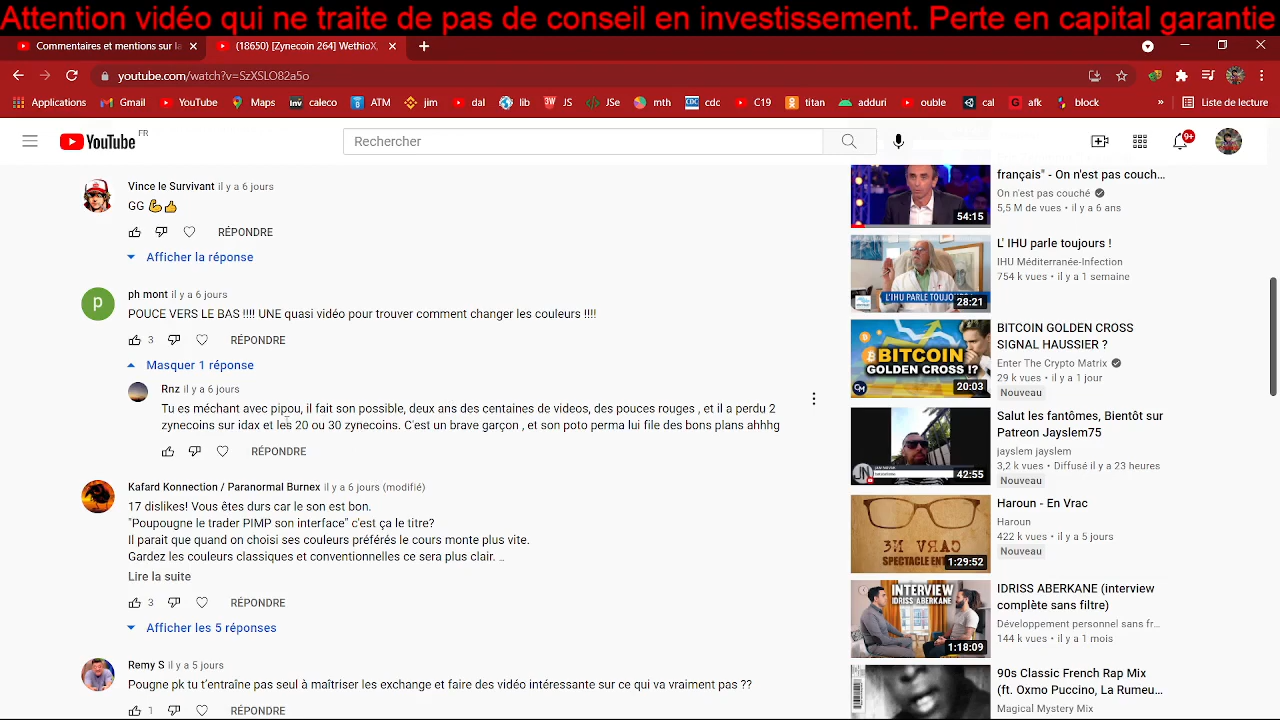 Attention vidéo qui ne traite de pas de conseil en investissement. Perte en capital garantie
Commentaires et mentions sur la
(18650) [Zynecoin 264] WethioX,
youtube.com/watch?v=SzXSLO82a5o
Applications
Gmail
YouTube
Maps
caleco
ATM
jim
dal
lib
JS
JSe
mth
cdc
C19
titan
adduri
ouble
cal
afk
block
»
Liste de lecture
YouTube FR
Rechercher
9+
Vince le Survivant il y a 6 jours
GG 💪👍
RÉPONDRE
Afficher la réponse
p
ph mont il y a 6 jours
POUCE VERS LE BAS !!!! UNE quasi vidéo pour trouver comment changer les couleurs !!!!
3 RÉPONDRE
Masquer 1 réponse
Rnz il y a 6 jours
Tu es méchant avec pipou, il fait son possible, deux ans des centaines de videos, des pouces rouges , et il a perdu 2
zynecoins sur idax et les 20 ou 30 zynecoins. C'est un brave garçon , et son poto perma lui file des bons plans ahhhg
RÉPONDRE
Kafard Krouton / Paranormal Burnex il y a 6 jours (modifié)
17 dislikes! Vous êtes durs car le son est bon.
"Poupougne le trader PIMP son interface" c'est ça le titre?
Il parait que quand on choisi ses couleurs préférés le cours monte plus vite.
Gardez les couleurs classiques et conventionnelles ce sera plus clair. ..
Lire la suite
3 RÉPONDRE
Afficher les 5 réponses
Remy S il y a 5 jours
Pougne pk tu t'entraîne pas seul à maîtriser les exchange et faire des vidéo intéressante sur ce qui va vraiment pas ??
1 RÉPONDRE
français" - On n'est pas couch...
On n'est pas couché
5,5 M de vues • il y a 6 ans
54:15
L' IHU parle toujours !
IHU Méditerranée-Infection
754 k vues • il y a 1 semaine
L'IHU PARLE TOUJO
28:21
BITCOIN GOLDEN CROSS
SIGNAL HAUSSIER ?
Enter The Crypto Matrix
29 k vues • il y a 1 jour
Nouveau
BITCOIN
GOLDEN CROSS !?
20:03
Salut les fantômes, Bientôt sur
Patreon Jayslem75
jayslem jayslem
3,2 k vues • Diffusé il y a 23 heures
Nouveau
42:55
Haroun - En Vrac
Haroun
422 k vues • il y a 5 jours
Nouveau
SPECTACLE ENT
1:29:52
IDRISS ABERKANE (interview
complète sans filtre)
Développement personnel sans fr...
144 k vues • il y a 1 mois
INTERVIEW
IDRISS ABERKANE
1:18:09
90s Classic French Rap Mix
(ft. Oxmo Puccino, La Rumeu...
Magical Mystery Mix